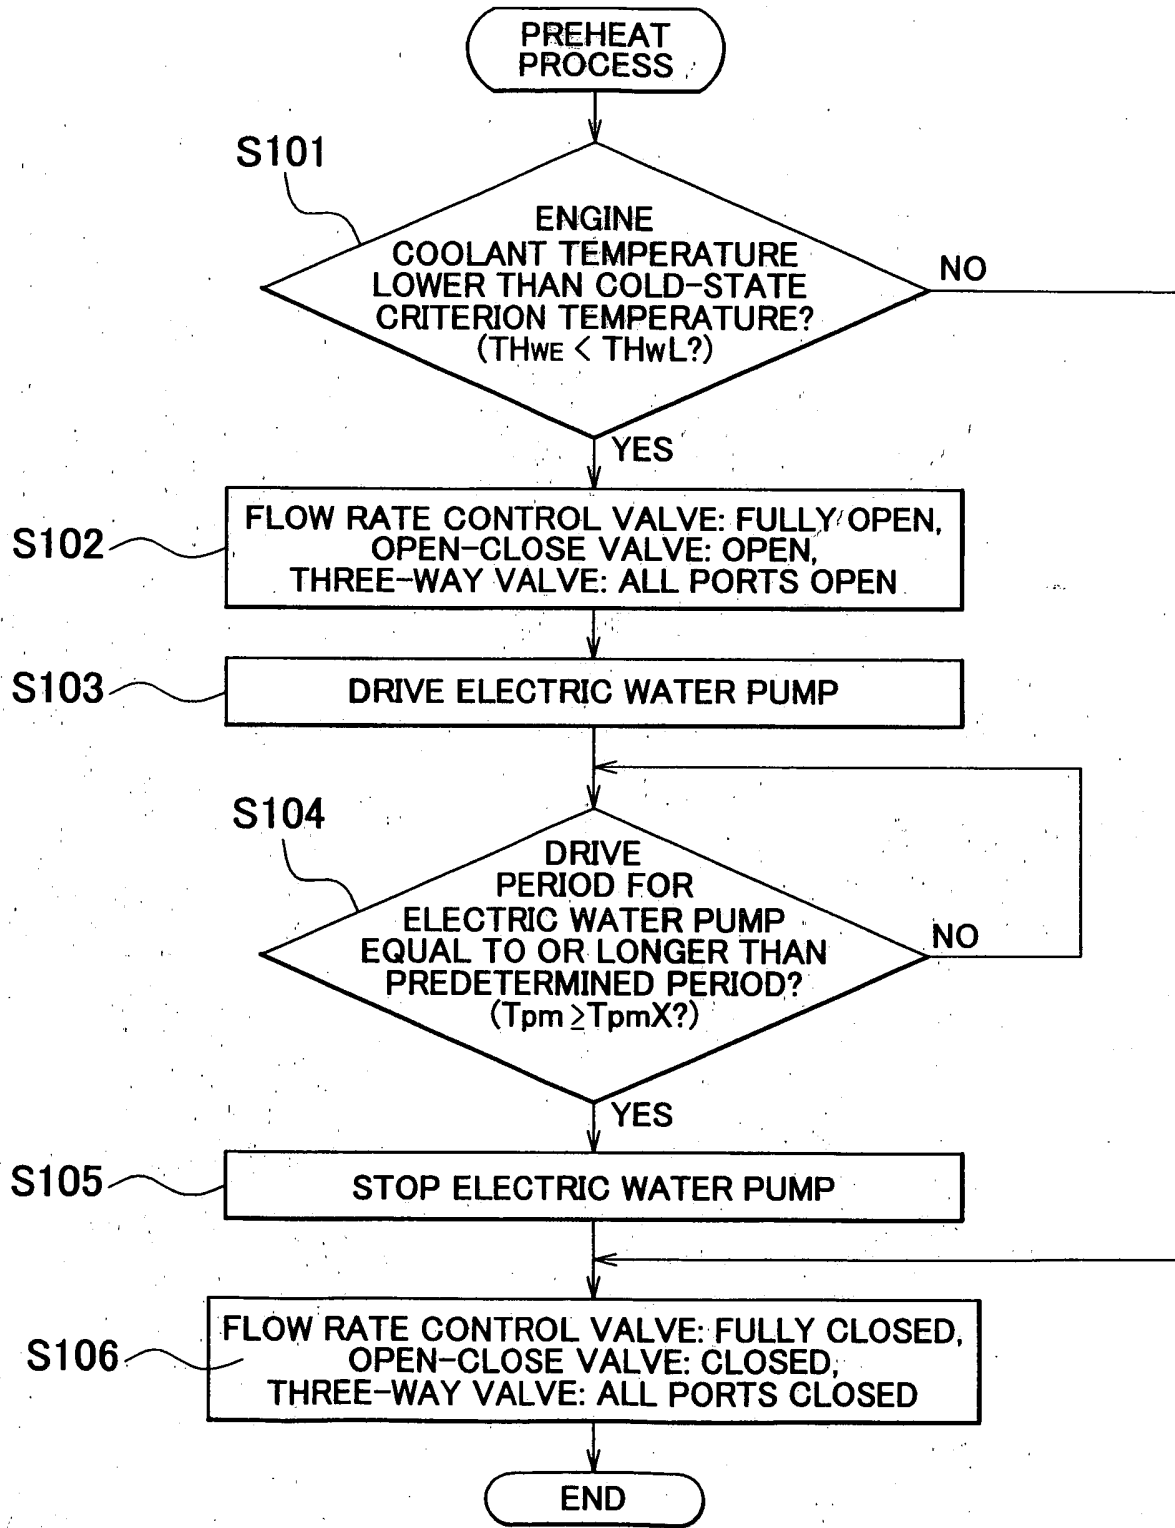 PREHEAT
PROCESS
S101
ENGINE
COOLANT TEMPERATURE
LOWER THAN COLD-STATE
CRITERION TEMPERATURE?
(THWE < THWL?)
NO
YES
S102
FLOW RATE CONTROL VALVE: FULLY OPEN,
OPEN-CLOSE VALVE: OPEN,
THREE-WAY VALVE: ALL PORTS OPEN
S103
DRIVE ELECTRIC WATER PUMP
S104
DRIVE
PERIOD FOR
ELECTRIC WATER PUMP
EQUAL TO OR LONGER THAN
PREDETERMINED PERIOD?
(Tpm ≥ TpmX?)
NO
YES
S105
STOP ELECTRIC WATER PUMP
S106
FLOW RATE CONTROL VALVE: FULLY CLOSED,
OPEN-CLOSE VALVE: CLOSED,
THREE-WAY VALVE: ALL PORTS CLOSED
END